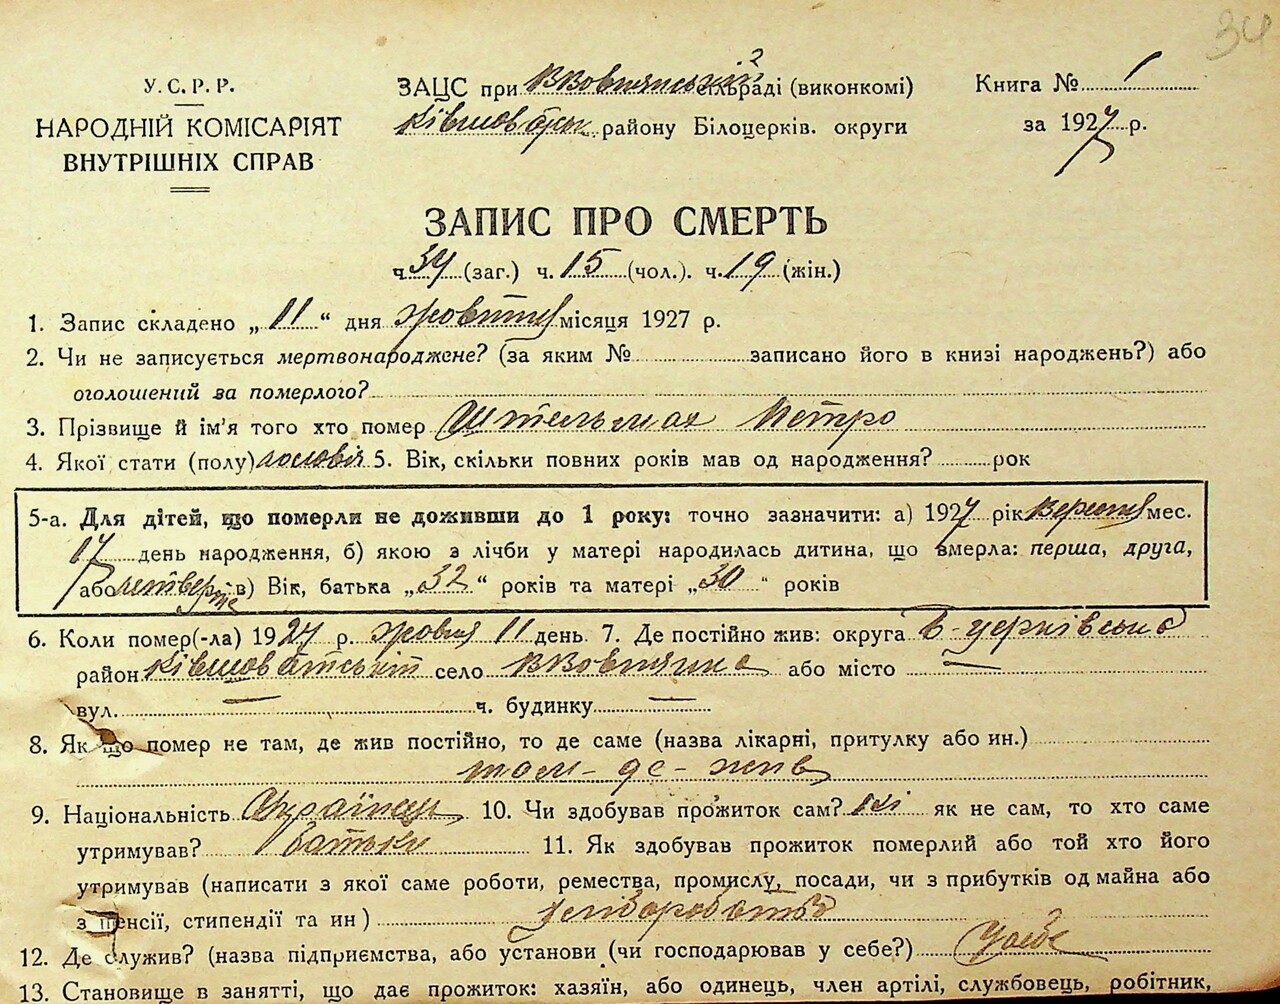 34
У. С. Р. Р.
НАРОДНІЙ КОМІСАРІЯТ
ВНУТРІШНІХ СПРАВ
ЗАЦС при В Вовнянській сільраді (виконкомі)
Ківшоватськ. району Білоцерків. округи
Книга № 1
за 1927 р.
ЗАПИС ПРО СМЕРТЬ
ч. 34 (заг.) ч. 15 (чол.). ч. 19 (жін.)
1. Запис складено „ 11 “ дня жовтня місяця 1927 р.
2. Чи не записується мертвонароджене? (за яким № записано його в книзі народжень?) або
оголошений за померлого?
3. Прізвище й ім'я того хто помер Штельмах Петро
4. Якої стати (полу) 5. Вік, скільки повних років мав од народження? рок
5-а. Для дітей, що померли не доживши до 1 року: точно зазначити: а) 1927 рік Вересня мес.
17 день народження, б) якою з лічби у матері народилась дитина, що вмерла: перша, друга,
або четверте в) Вік, батька „ 32 “ років та матері „ 30 “ років
6. Коли помер(-ла) 1927 р. жовтня 11 день. 7. Де постійно жив: округа Б-церківська
район Ківшоватський село В Вовнянка або місто —
вул. — ч. будинку —
8. Як що помер не там, де жив постійно, то де саме (назва лікарні, притулку або ин.)
там - де - жив
9. Національність Українець 10. Чи здобував прожиток сам? ні як не сам, то хто саме
утримував? батьки 11. Як здобував прожиток померлий або той хто його
утримував (написати з якої саме роботи, ремества, промислу, посади, чи з прибутків од майна або
з пенсії, стипендії та ин ) хліборобство
12. Де служив? (назва підприємства, або установи (чи господарював у себе?) У себе
13. Становище в занятті, що дає прожиток: хазяїн, або одинець, член артілі, службовець, робітник,